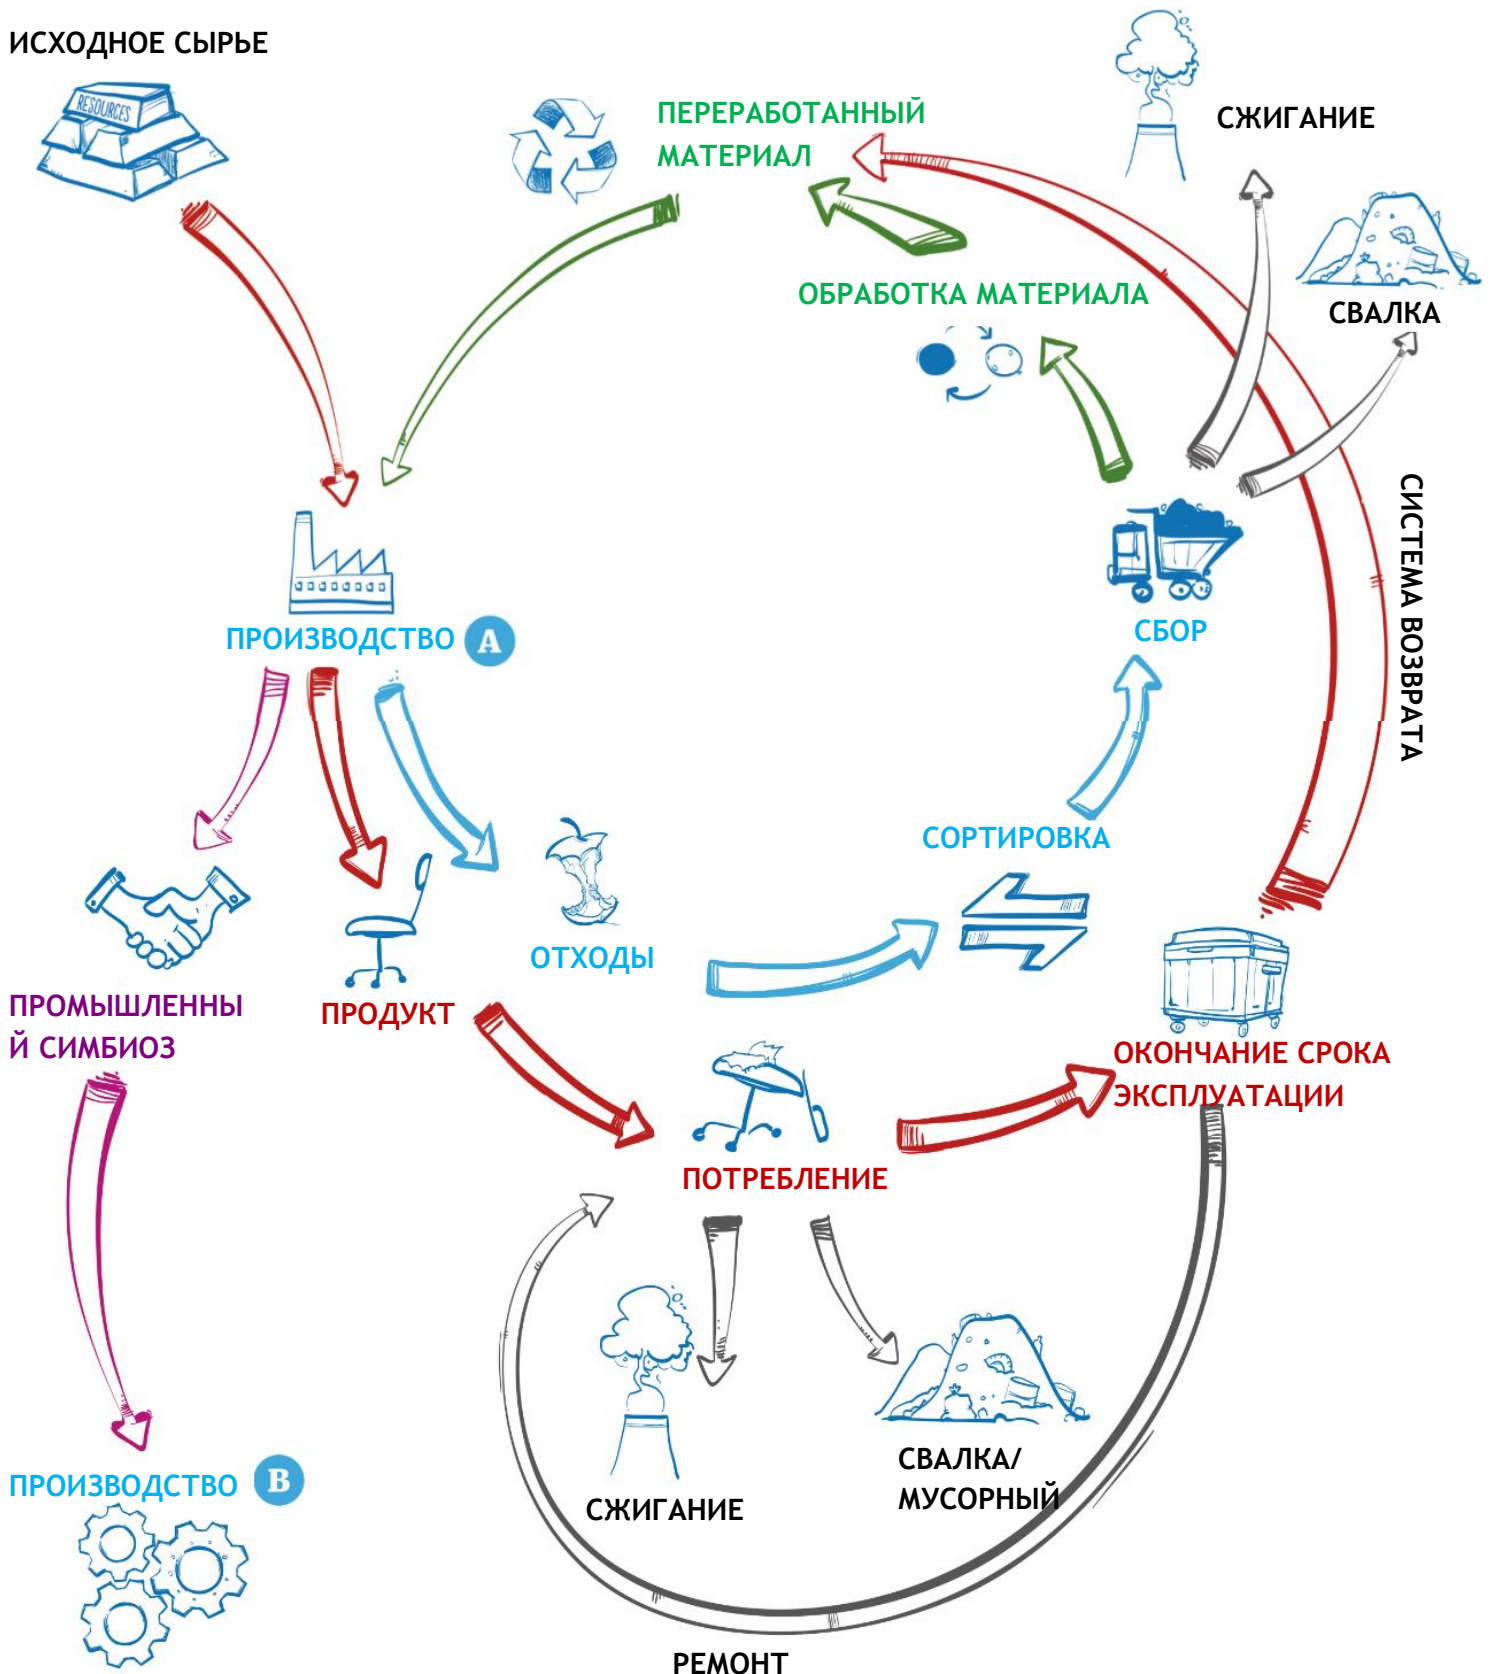 ИСХОДНОЕ СЫРЬЕ
RESOURCES
ПЕРЕРАБОТАННЫЙ
МАТЕРИАЛ
СЖИГАНИЕ
ОБРАБОТКА МАТЕРИАЛА
СВАЛКА
СИСТЕМА ВОЗВРАТА
ПРОИЗВОДСТВО A
СБОР
СОРТИРОВКА
ОТХОДЫ
ПРОМЫШЛЕННЫ
Й СИМБИОЗ
ПРОДУКТ
ОКОНЧАНИЕ СРОКА
ЭКСПЛУАТАЦИИ
ПОТРЕБЛЕНИЕ
ПРОИЗВОДСТВО B
СЖИГАНИЕ
СВАЛКА/
МУСОРНЫЙ
РЕМОНТ